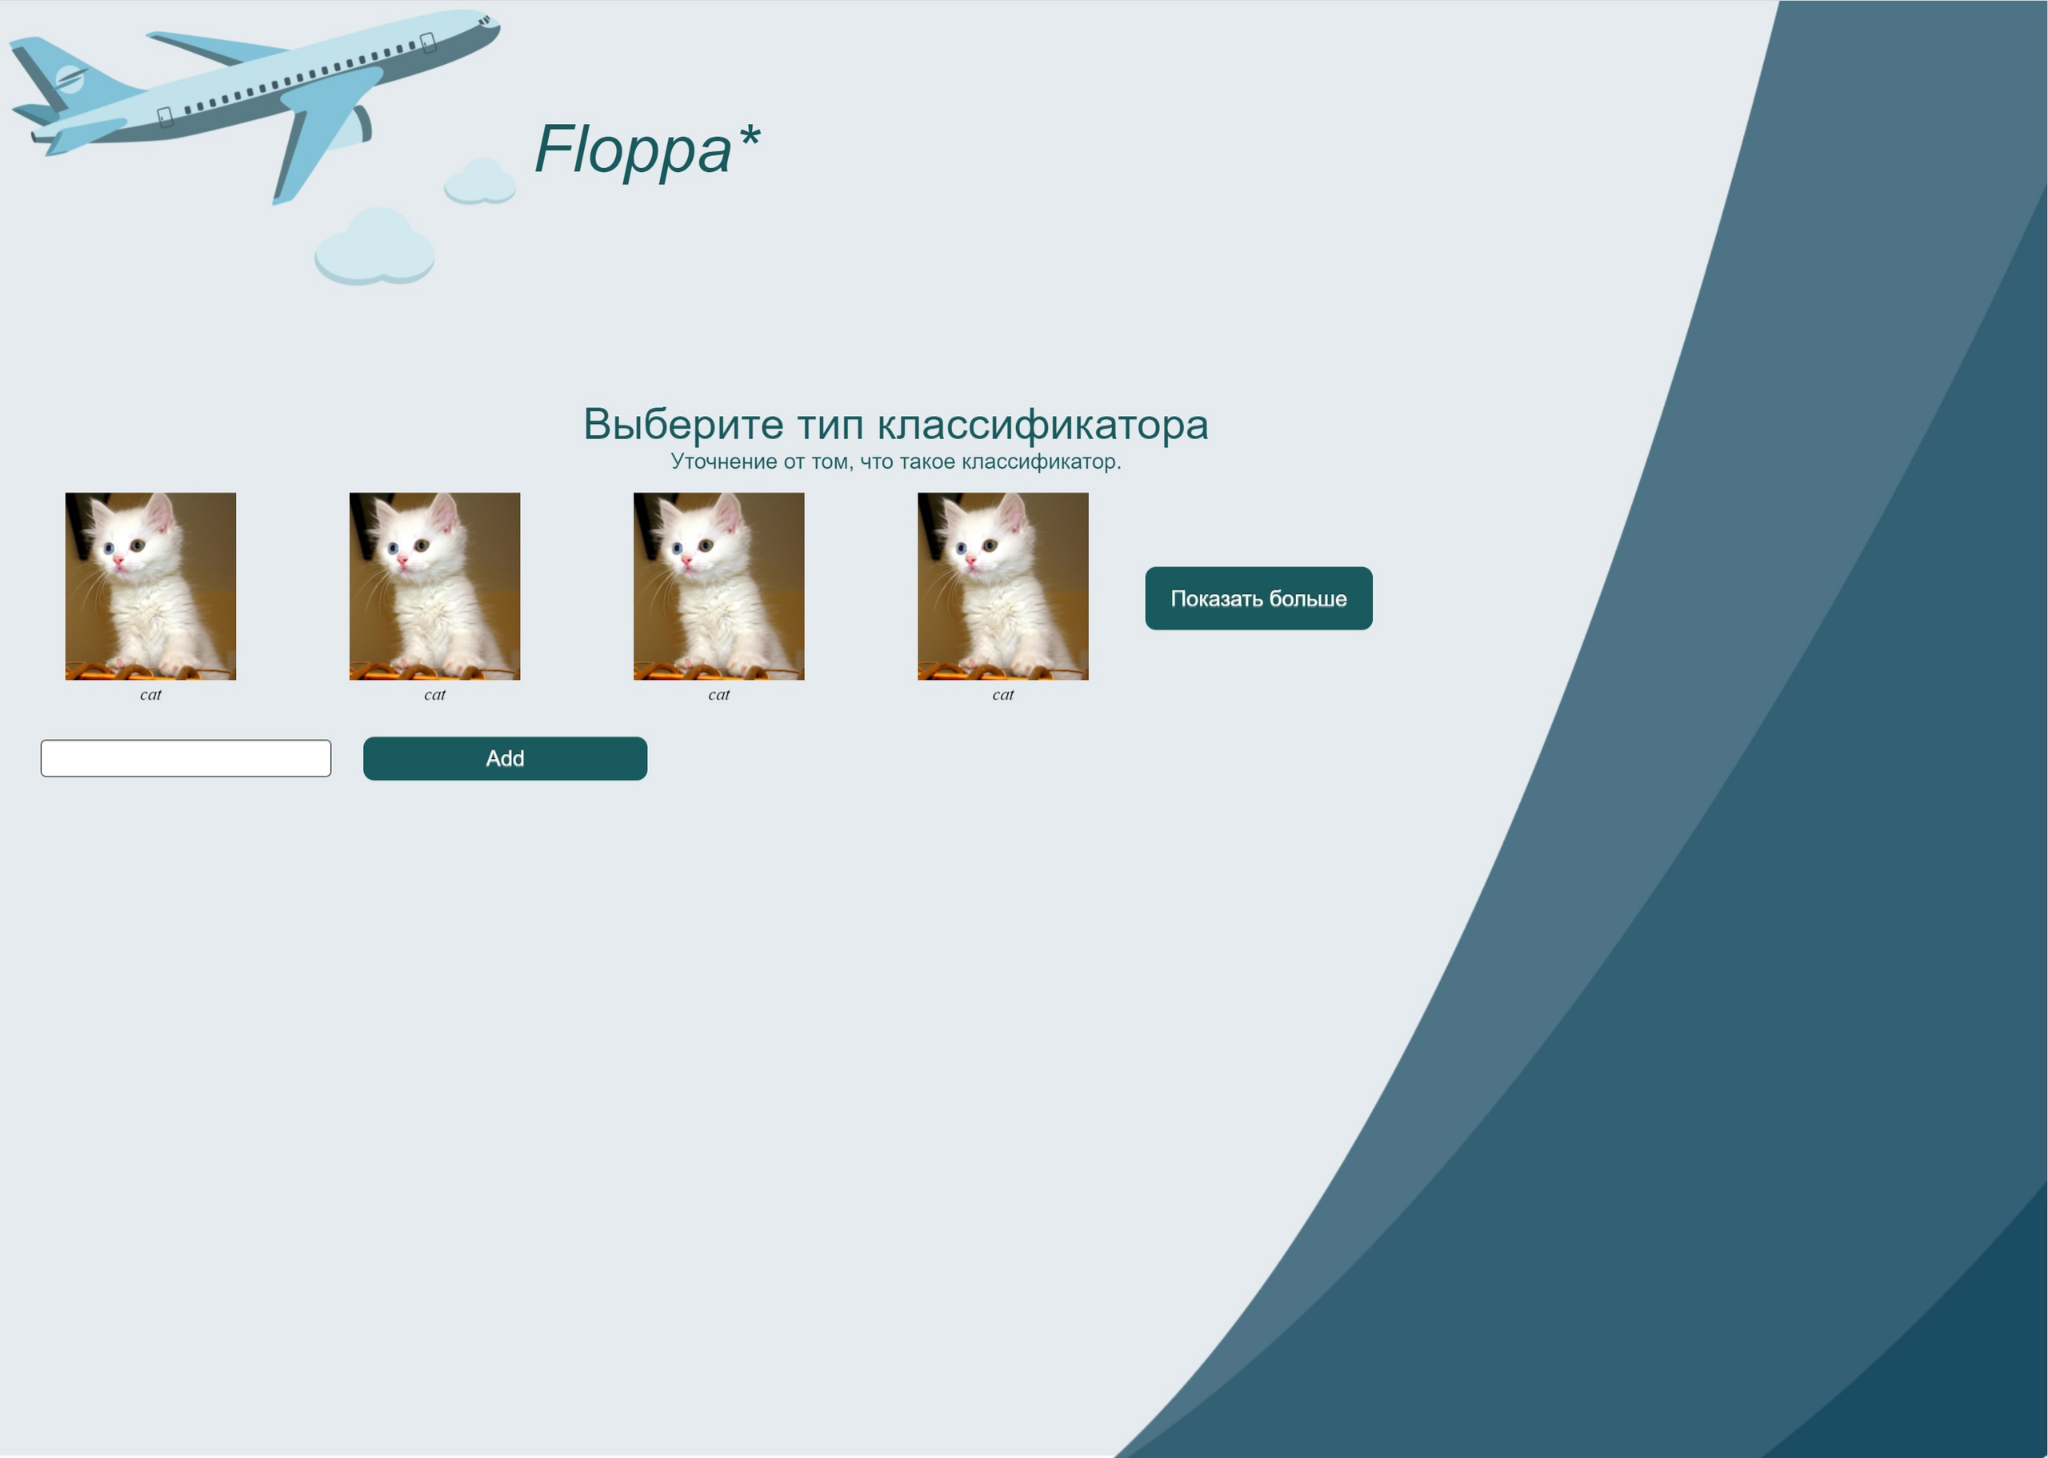 Floppa*
Выберите тип классификатора
Уточнение от том, что такое классификатор.
Показать больше
cat
cat
cat
cat
Add